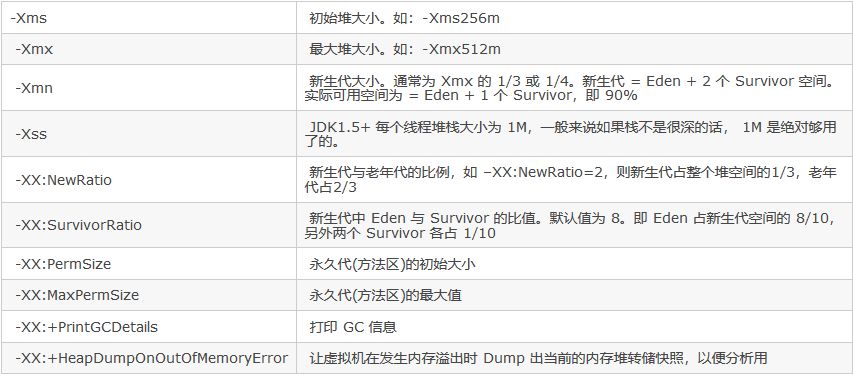 -Xms 初始堆大小。如：-Xms256m
-Xmx 最大堆大小。如：-Xmx512m
-Xmn 新生代大小。通常为 Xmx 的 1/3 或 1/4。新生代 = Eden + 2 个 Survivor 空间。
实际可用空间为 = Eden + 1 个 Survivor，即 90%
-Xss JDK1.5+ 每个线程堆栈大小为 1M，一般来说如果栈不是很深的话， 1M 是绝对够用
了的。
-XX:NewRatio 新生代与老年代的比例，如 –XX:NewRatio=2，则新生代占整个堆空间的1/3，老年
代占2/3
-XX:SurvivorRatio 新生代中 Eden 与 Survivor 的比值。默认值为 8。即 Eden 占新生代空间的 8/10，
另外两个 Survivor 各占 1/10
-XX:PermSize 永久代(方法区)的初始大小
-XX:MaxPermSize 永久代(方法区)的最大值
-XX:+PrintGCDetails 打印 GC 信息
-XX:+HeapDumpOnOutOfMemoryError 让虚拟机在发生内存溢出时 Dump 出当前的内存堆转储快照，以便分析用